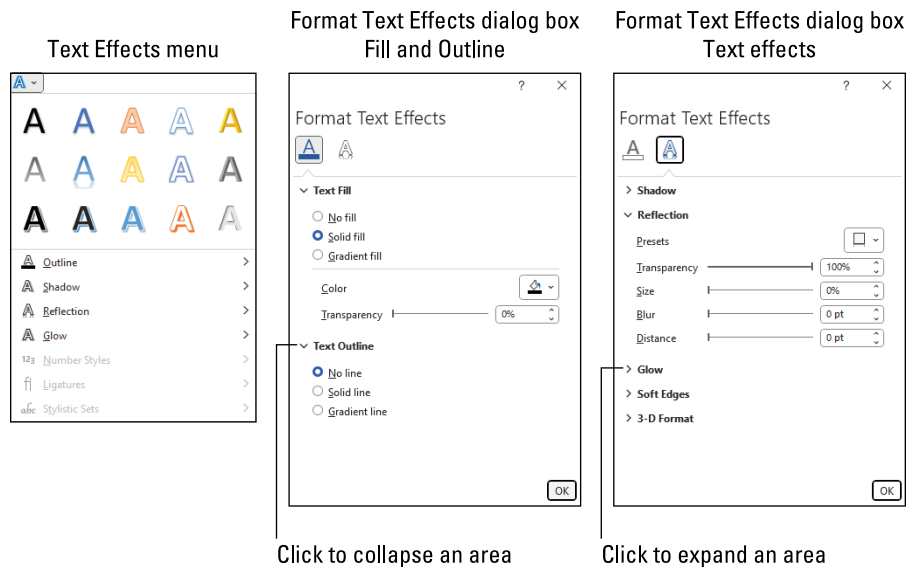 Text Effects menu
Format Text Effects dialog box
Fill and Outline
Format Text Effects dialog box
Text effects
A
A A A A A
A A A A A
A A A A A
A Outline
A Shadow
A Reflection
A Glow
123 Number Styles
fi Ligatures
abc Stylistic Sets
? ×
Format Text Effects
A A
Text Fill
No fill
Solid fill
Gradient fill
Color
Transparency 0%
Text Outline
No line
Solid line
Gradient line
OK
Click to collapse an area
? ×
Format Text Effects
A A
Shadow
Reflection
Presets
Transparency 100%
Size 0%
Blur 0 pt
Distance 0 pt
Glow
Soft Edges
3-D Format
OK
Click to expand an area